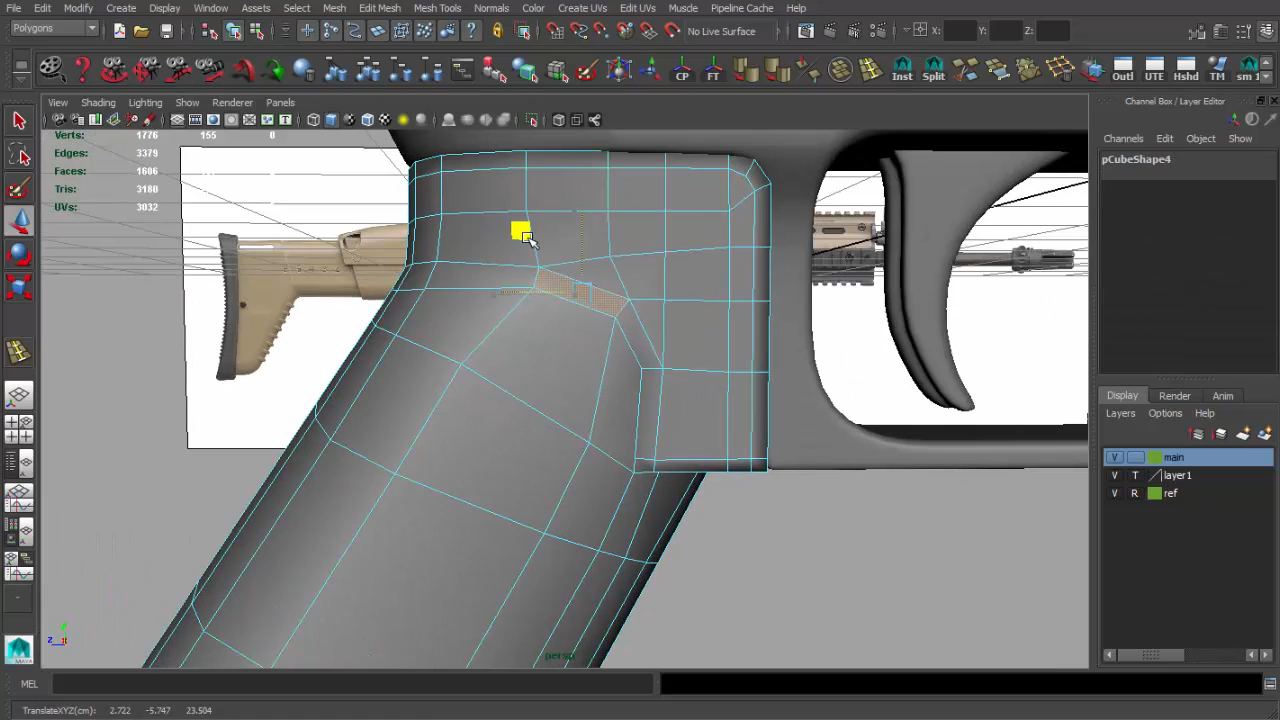 File Edit Modify Create Display Window Assets Select Mesh Edit Mesh Mesh Tools Normals Color Create UVs Edit UVs Muscle Pipeline Cache Help
Polygons No Live Surface X: Y: Z:
CP FT Inst Split Outl UTE Hshd TM sm 1
View Shading Lighting Show Renderer Panels
Channel Box / Layer Editor
Verts: 1776 155 0
Edges: 3379
Faces: 1606
Tris: 3180
UVs: 3032
Channels Edit Object Show
pCubeShape4
Display Render Anim
Layers Options Help
V main
V T layer1
V R ref
persp
MEL
TranslateXYZ(cm): 2.722 -5.747 23.504